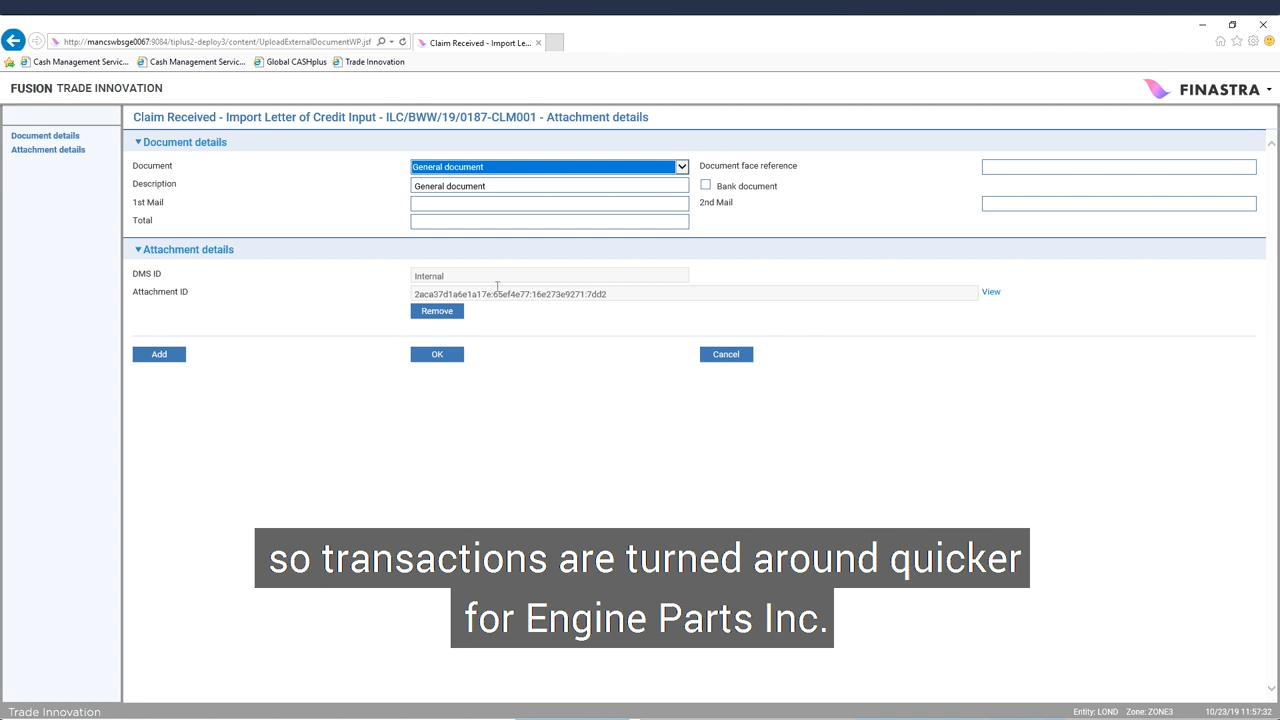 http://mancswbsge0067:9084/tiplus2-deploy3/content/UploadExternalDocumentWP.jsf
Claim Received - Import Le...
Cash Management Servic...
Cash Management Servic...
Global CASHplus
Trade Innovation
FUSION TRADE INNOVATION
FINASTRA
Document details
Attachment details
Claim Received - Import Letter of Credit Input - ILC/BWW/19/0187-CLM001 - Attachment details
Document details
Document
General document
Document face reference
Description
General document
Bank document
1st Mail
2nd Mail
Total
Attachment details
DMS ID
Internal
Attachment ID
2aca37d1a6e1a17e:65ef4e77:16e273e9271:7dd2
View
Remove
Add
OK
Cancel
so transactions are turned around quicker
for Engine Parts Inc.
Trade Innovation
Entity: LOND Zone: ZONE3 10/23/19 11:57:32